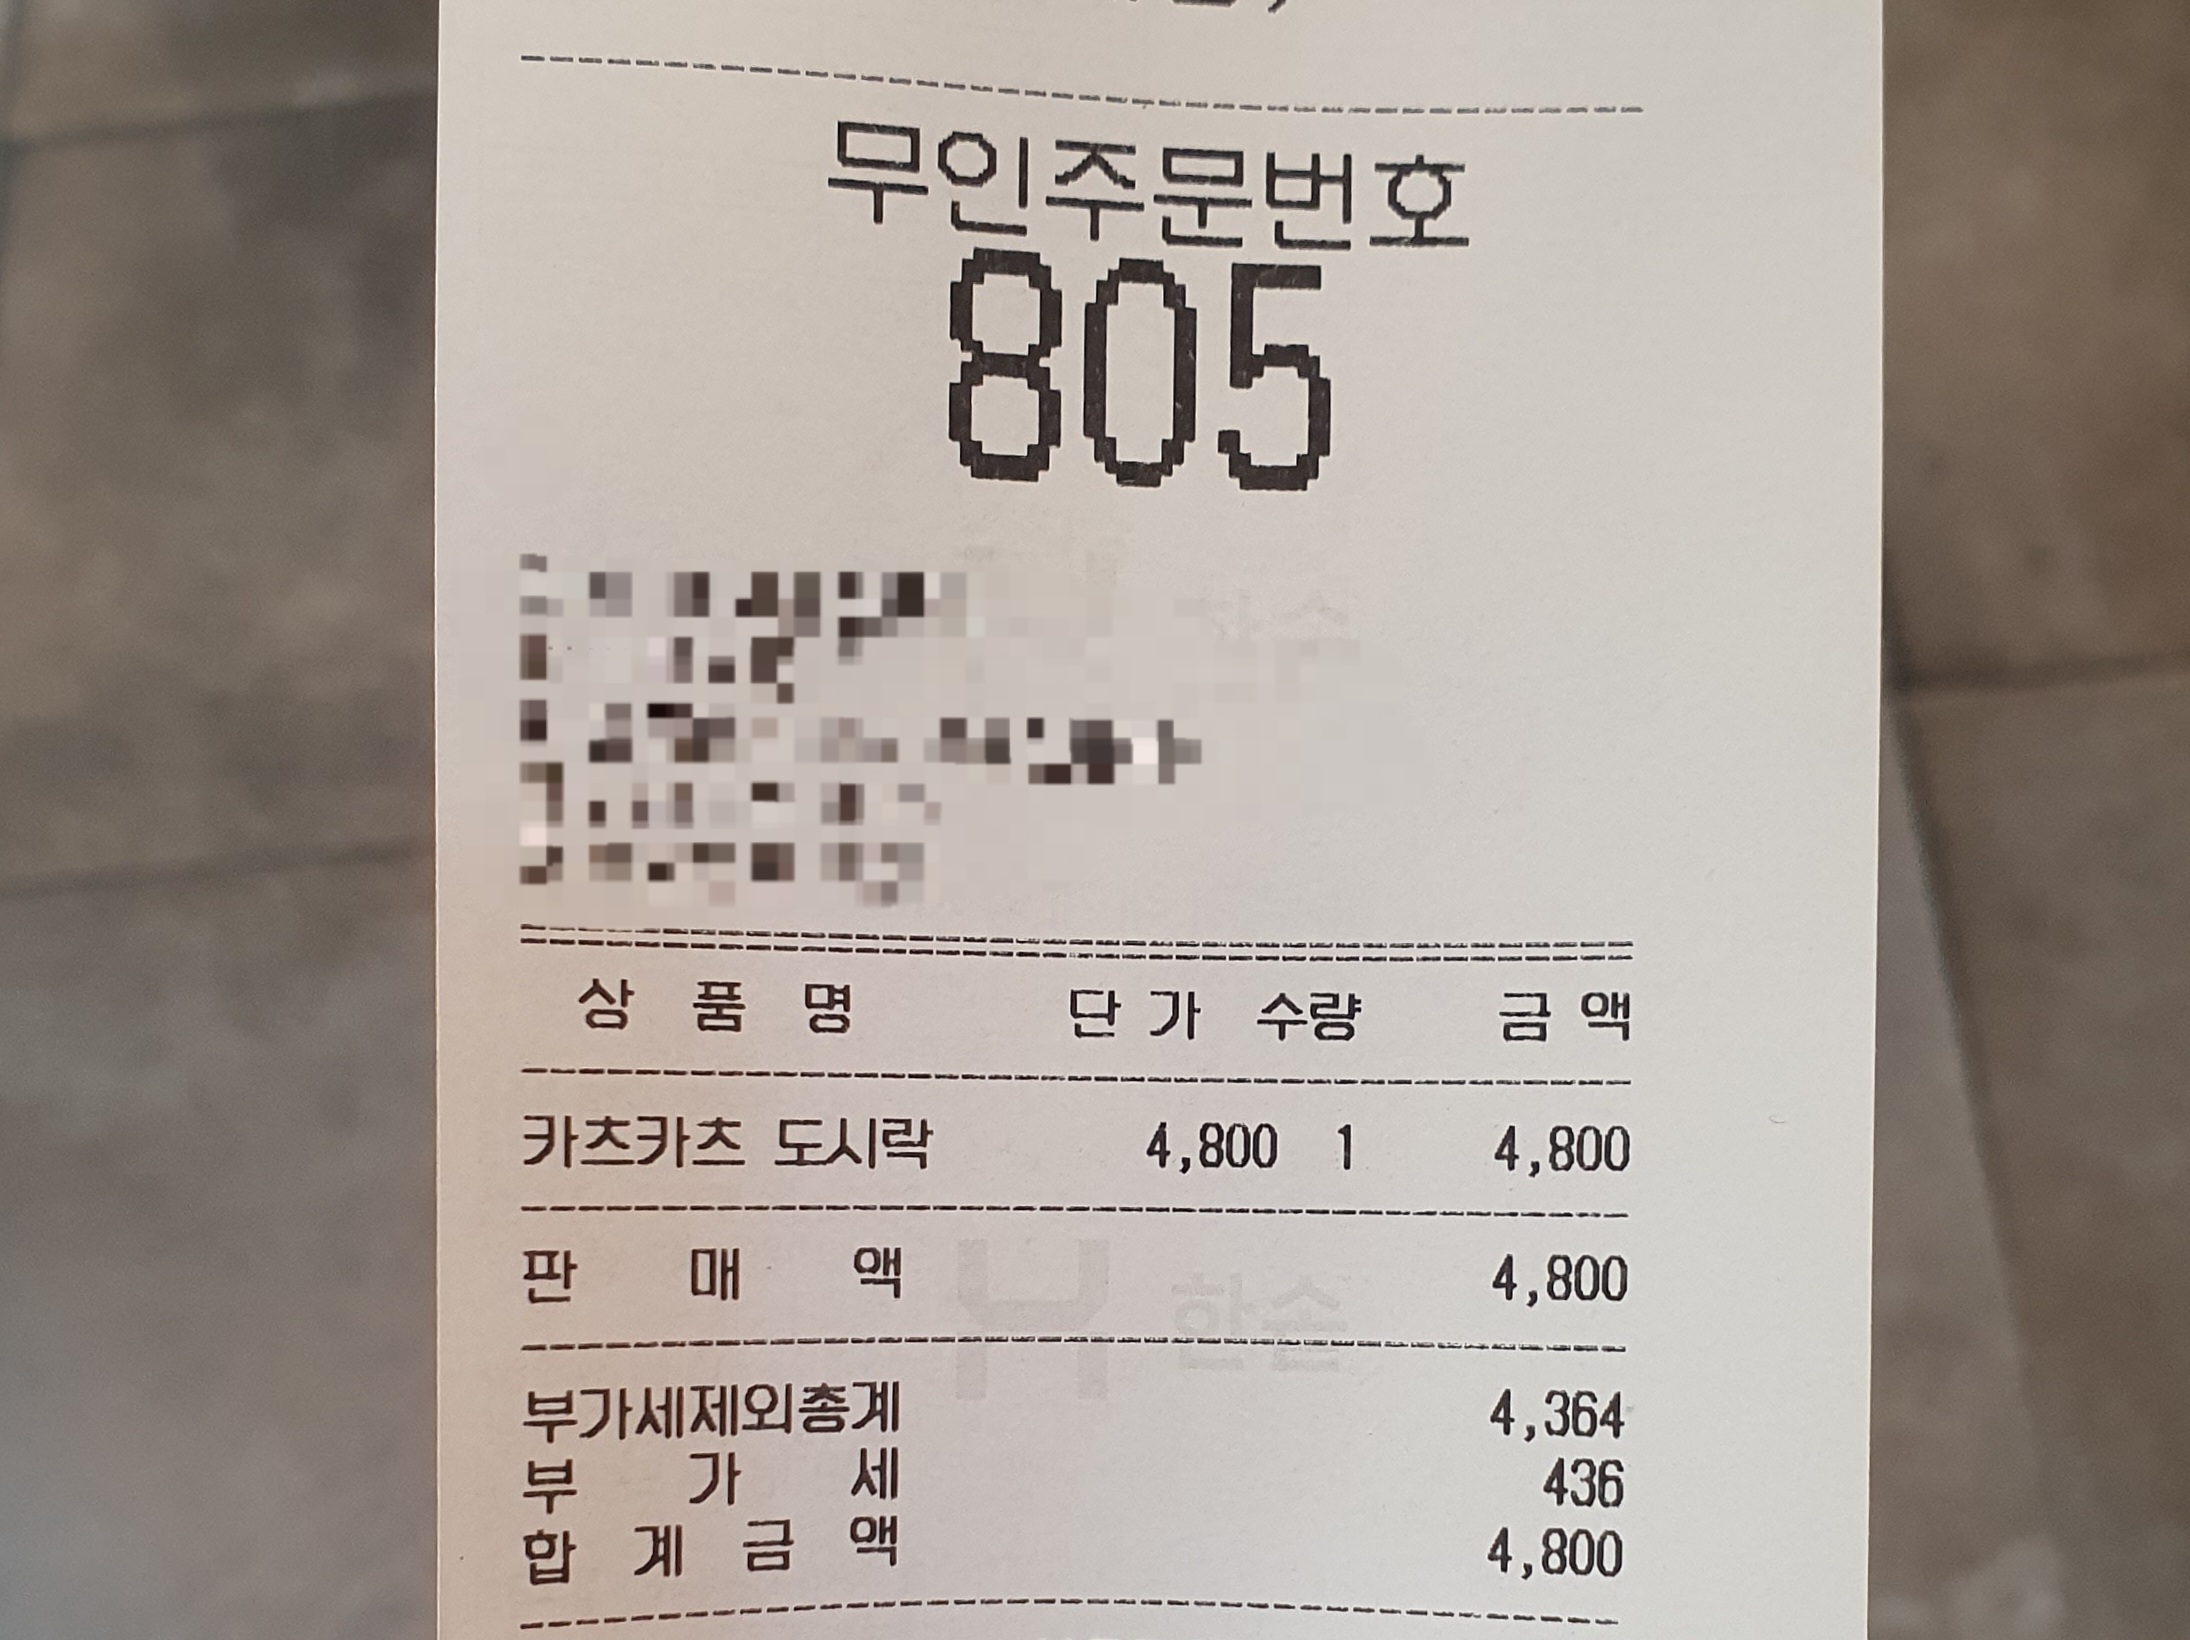 무인주문번호
805
상 품 명 단 가 수량 금 액
카츠카츠 도시락 4,800 1 4,800
판 매 액 4,800
부가세제외총계 4,364
부 가 세 436
합 계 금 액 4,800